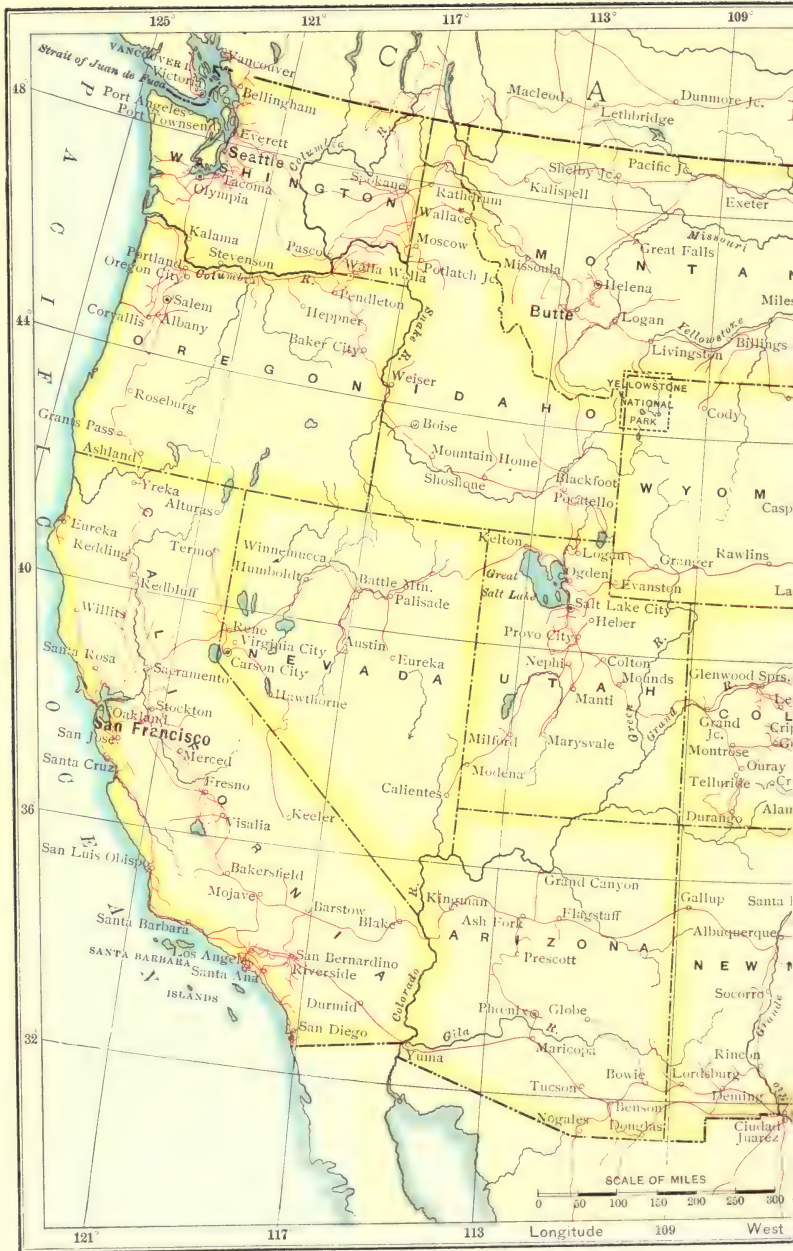 125°
121°
117°
113°
109°
C
A
VANCOUVER I.
Vancouver
Victoria
Strait of Juan de Fuca
Bellingham
Port Angeles
Port Townsend
Macleod
Dunmore Jc.
Lethbridge
48°
Everett
Seattle
Columbia
R.
WASHINGTON
Tacoma
Olympia
Spokane
Rathdrum
Shelby Jc.
Pacific Jc.
Kalispell
Exeter
Wallace
Missouri
Kalama
Stevenson
Pasco
Moscow
Great Falls
MONTAN
Portland
Oregon City
Columbia
R.
Walla Walla
Potlatch Jc.
Missoula
Helena
Salem
Pendleton
Heppner
Butte
Logan
Miles
Corvallis
Albany
44°
Snake R.
Yellowstone
Baker City
Livingston
Billings
OREGON
Weiser
IDAHO
YELLOWSTONE
NATIONAL
PARK
Cody
Roseburg
Boise
Grants Pass
Ashland
Mountain Home
Blackfoot
Shoshone
Pocatello
WYOM
Yreka
Alturas
Casp
Eureka
Redding
Termo
Winnemucca
Kelton
Logan
Granger
Rawlins
40°
Humboldt
Battle Mtn.
Great
Salt Lake
Ogden
Evanston
La
Redbluff
Palisade
Salt Lake City
Willits
Heber
Reno
Virginia City
Provo City
R.
Santa Rosa
Carson City
Austin
Eureka
Nephi
Colton
Glenwood Sprs.
Sacramento
NEVADA
UTAH
Mounds
Hawthorne
Manti
Green
Grand
R.
COL
Stockton
Oakland
San Francisco
Grand
Jc.
San Jose
Merced
Milford
Marysvale
Montrose
Ouray
Santa Cruz
Modena
Telluride
Fresno
Calientes
Durango
Alam
36°
Visalia
Keeler
CALIFORNIA
San Luis Obispo
Bakersfield
Grand Canyon
Mojave
Barstow
Blake
R.
Kingman
Ash Fork
Flagstaff
Gallup
Santa
Santa Barbara
Albuquerque
ARIZONA
SANTA BARBARA
ISLANDS
Los Angeles
San Bernardino
Santa Ana
Riverside
Prescott
NEW
Colorado
Socorro
Durmid
Phoenix
Globe
Grande
San Diego
Gila
R.
32°
Yuma
Maricopa
Rincon
Bowie
Lordsburg
Tucson
Deming
Benson
Nogales
Douglas
Ciudad
Juarez
PACIFIC
OCEAN
SCALE OF MILES
0 50 100 150 200 250 300
121°
117°
113°
Longitude
109°
West